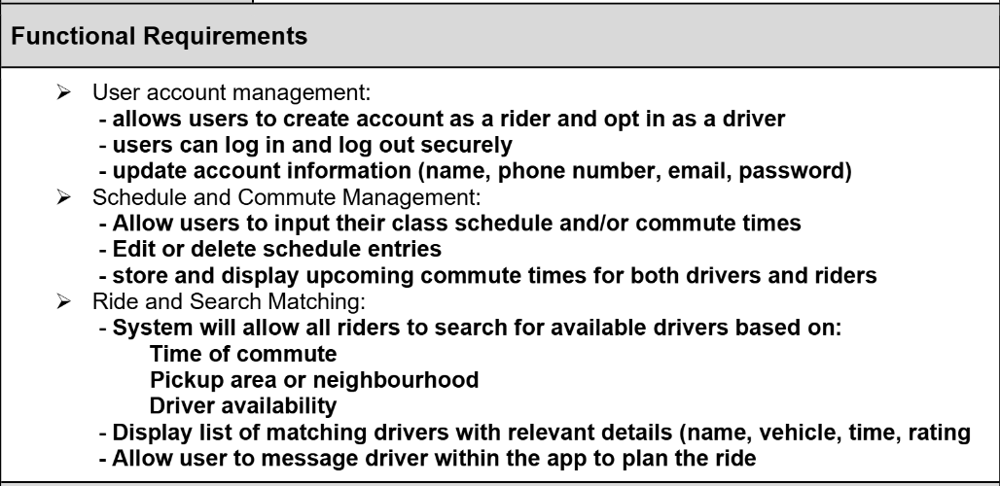 Functional Requirements
➢ User account management:
- allows users to create account as a rider and opt in as a driver
- users can log in and log out securely
- update account information (name, phone number, email, password)
➢ Schedule and Commute Management:
- Allow users to input their class schedule and/or commute times
- Edit or delete schedule entries
- store and display upcoming commute times for both drivers and riders
➢ Ride and Search Matching:
- System will allow all riders to search for available drivers based on:
Time of commute
Pickup area or neighbourhood
Driver availability
- Display list of matching drivers with relevant details (name, vehicle, time, rating
- Allow user to message driver within the app to plan the ride